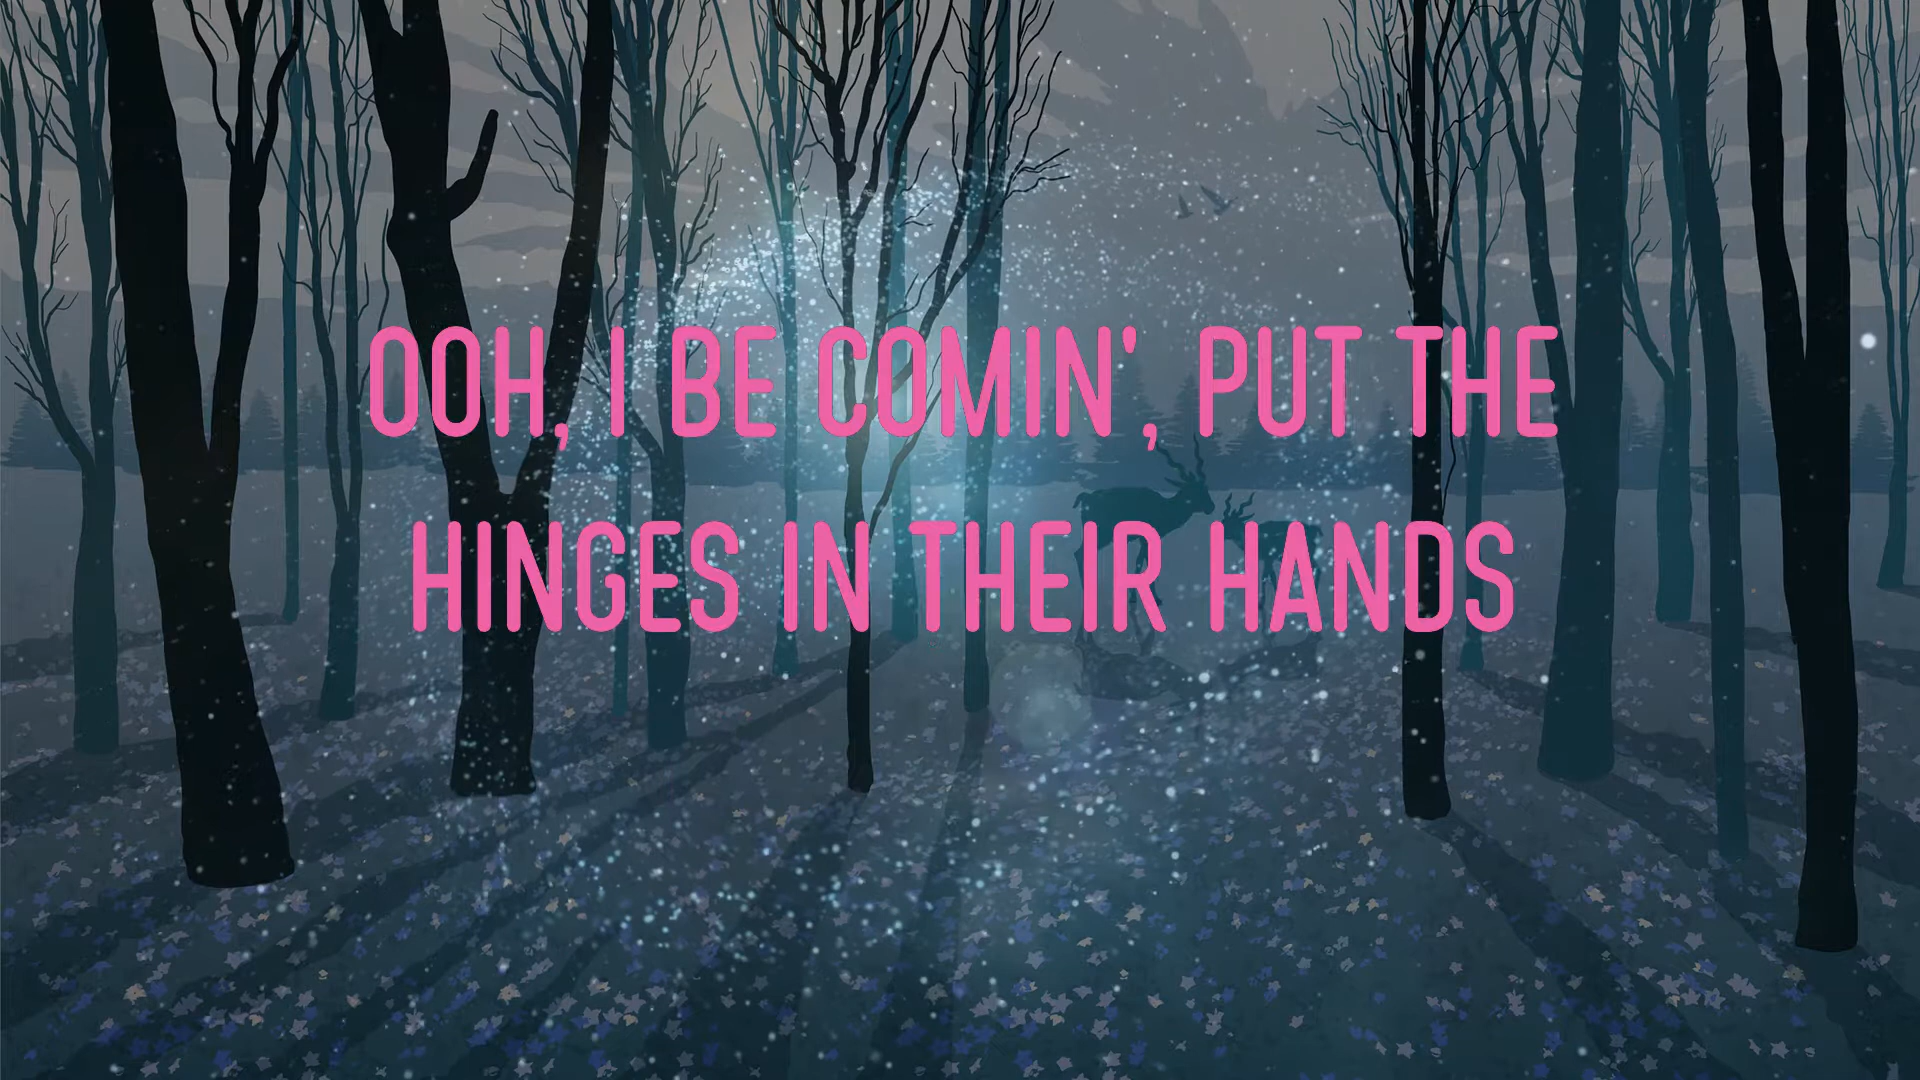 OOH, I BE COMIN', PUT THE
HINGES IN THEIR HANDS